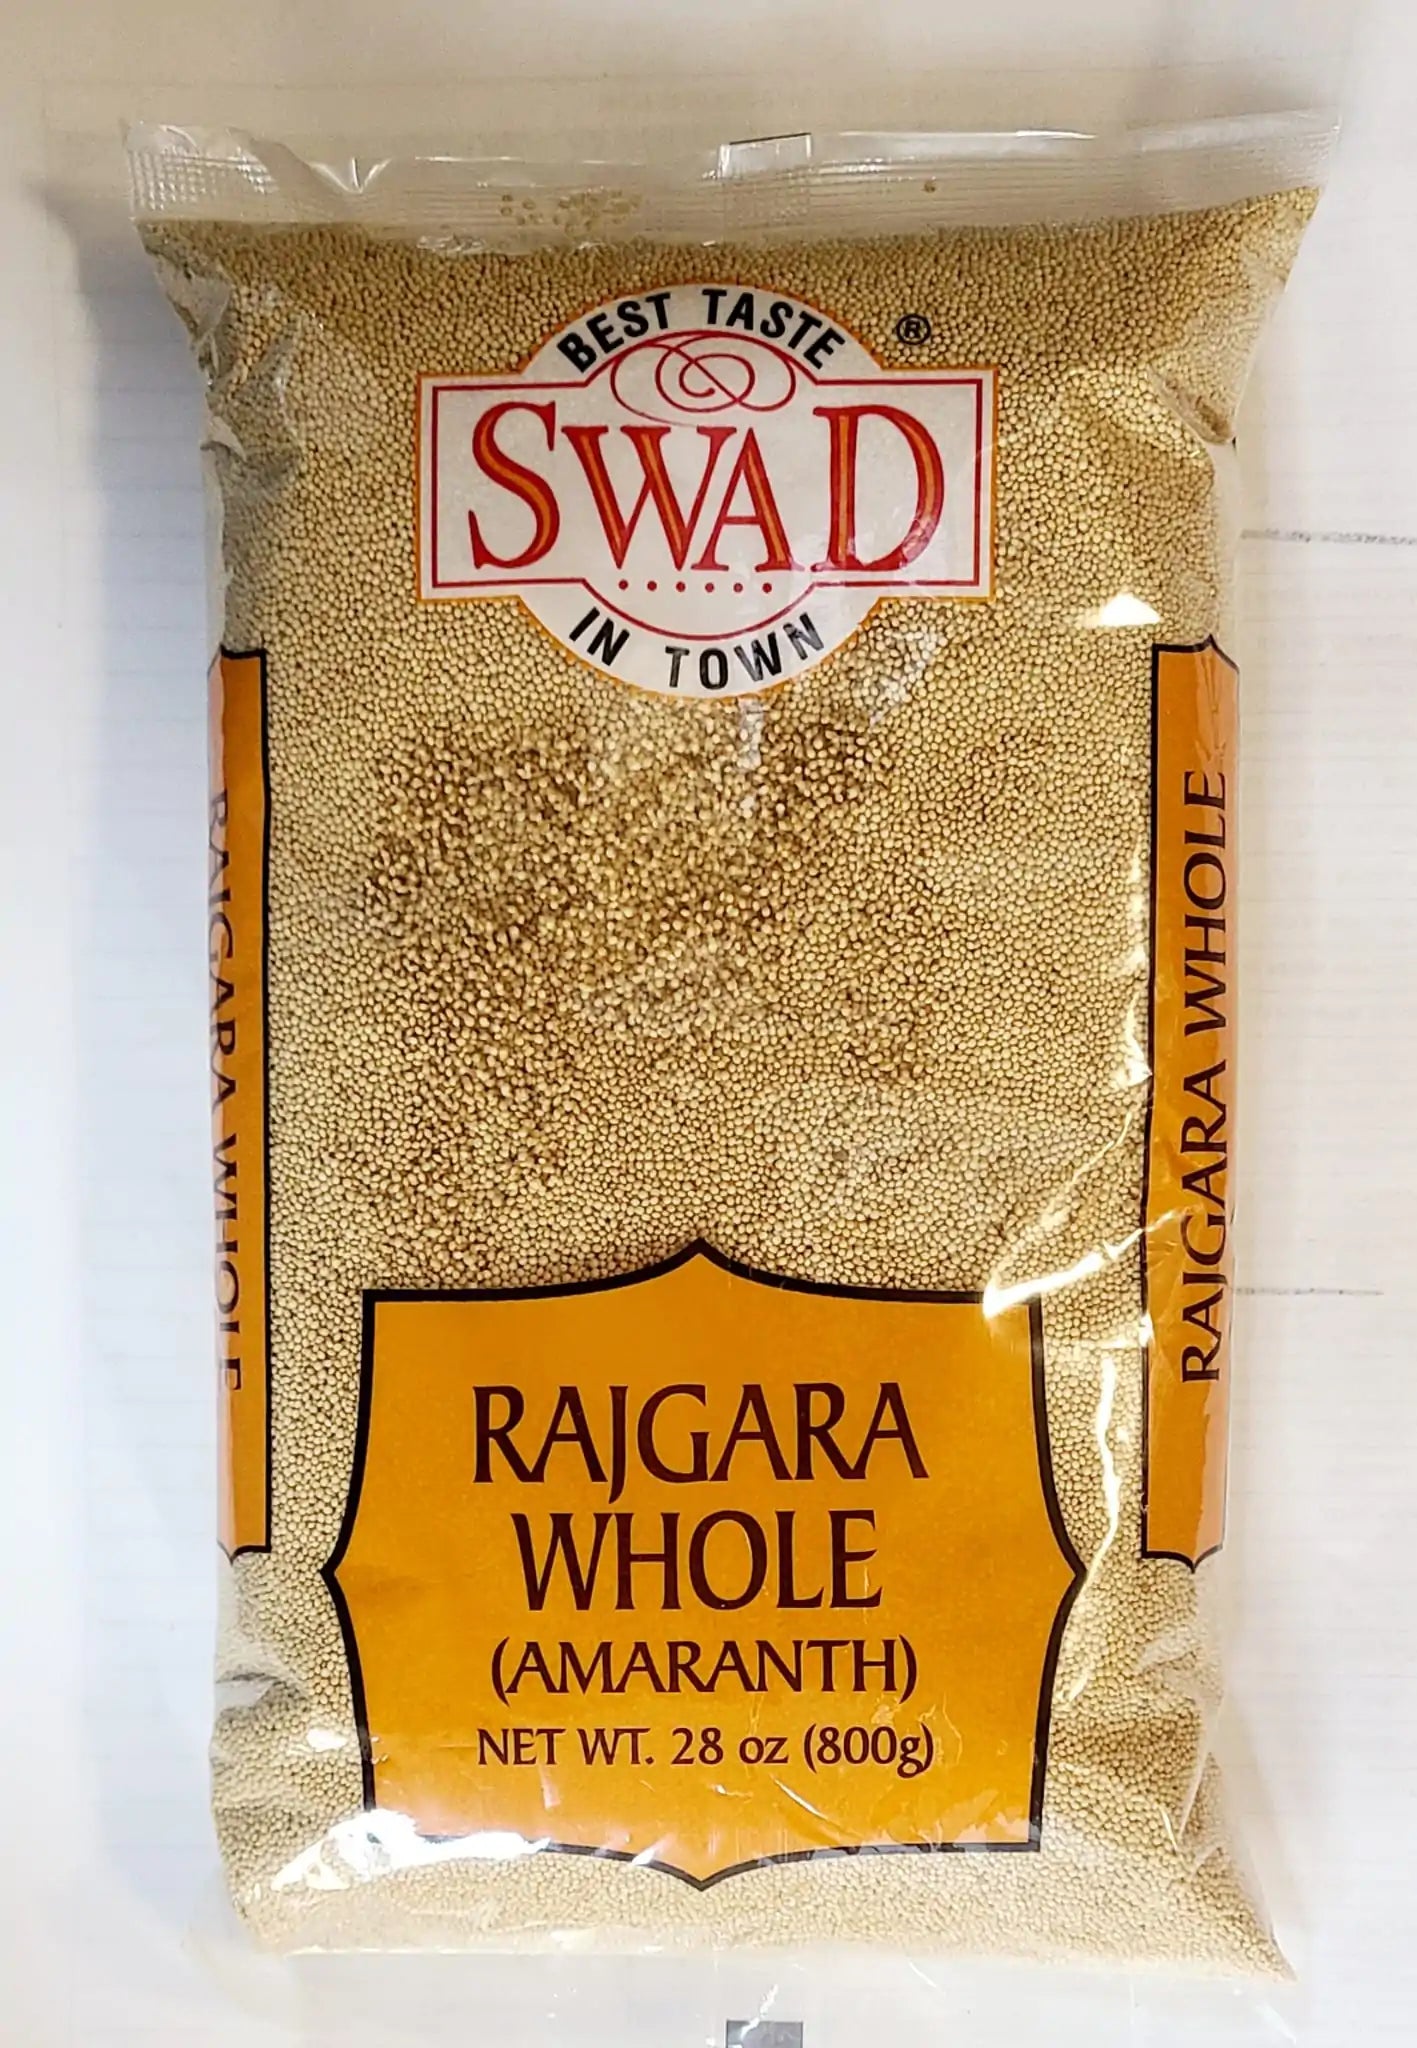 BEST TASTE
®
SWAD
IN TOWN
RAJGARA WHOLE
RAJGARA WHOLE
RAJGARA
WHOLE
(AMARANTH)
NET WT. 28 oz (800g)